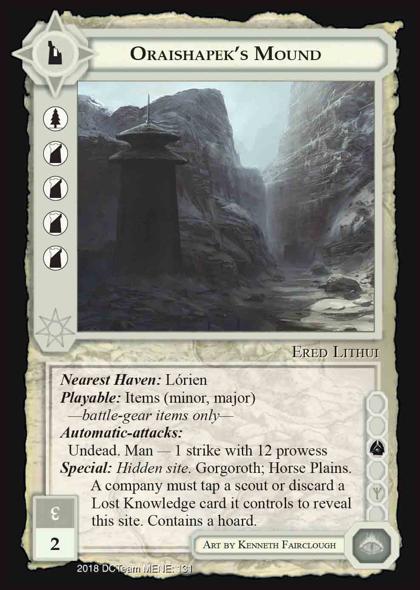 Oraishapek's Mound
Ered Lithui
Nearest Haven: Lórien
Playable: Items (minor, major)
—battle-gear items only—
Automatic-attacks:
Undead. Man — 1 strike with 12 prowess
Special: Hidden site. Gorgoroth; Horse Plains.
A company must tap a scout or discard a
Lost Knowledge card it controls to reveal
this site. Contains a hoard.
ε
2
Art by Kenneth Fairclough
2018 DCTeam MENE: 131